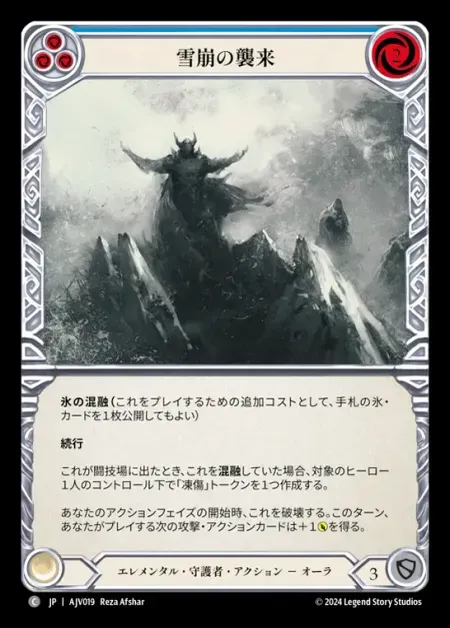 雪崩の襲来
2
氷の混融(これをプレイするための追加コストとして、手札の氷・
カードを1枚公開してもよい)
続行
これが闘技場に出たとき、これを混融していた場合、対象のヒーロー
1人のコントロール下で「凍傷」トークンを1つ作成する。
あなたのアクションフェイズの開始時、これを破壊する。このターン、
あなたがプレイする次の攻撃・アクションカードは+1を得る。
エレメンタル・守護者・アクション − オーラ
3
C JP | AJV019 Reza Afshar
© 2024 Legend Story Studios